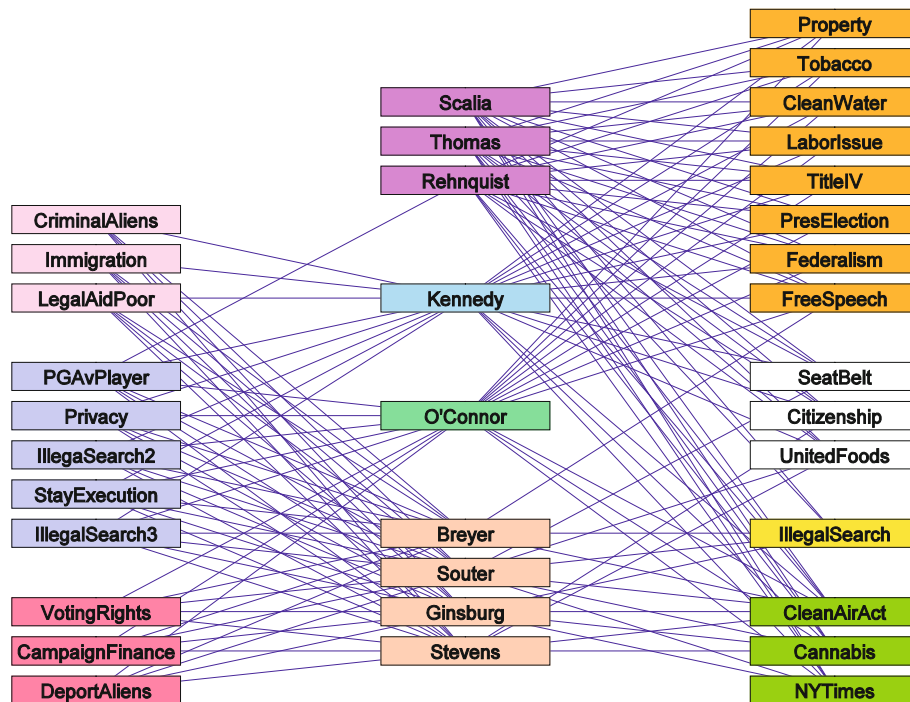 Property
Tobacco
Scalia
CleanWater
Thomas
LaborIssue
Rehnquist
TitleIV
CriminalAliens
PresElection
Immigration
Federalism
LegalAidPoor
Kennedy
FreeSpeech
PGAvPlayer
SeatBelt
Privacy
O'Connor
Citizenship
IllegaSearch2
UnitedFoods
StayExecution
IllegalSearch3
Breyer
IllegalSearch
Souter
VotingRights
Ginsburg
CleanAirAct
CampaignFinance
Stevens
Cannabis
DeportAliens
NYTimes